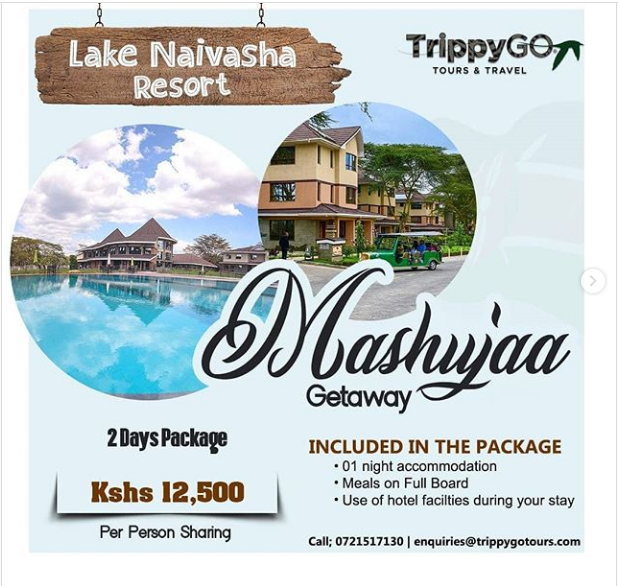 Lake Naivasha
Resort
TrippyGO
TOURS & TRAVEL
Mashujaa
Getaway
2 Days Package
Kshs 12,500
Per Person Sharing
INCLUDED IN THE PACKAGE
• 01 night accommodation
• Meals on Full Board
• Use of hotel facilties during your stay
Call; 0721517130 | enquiries@trippygotours.com